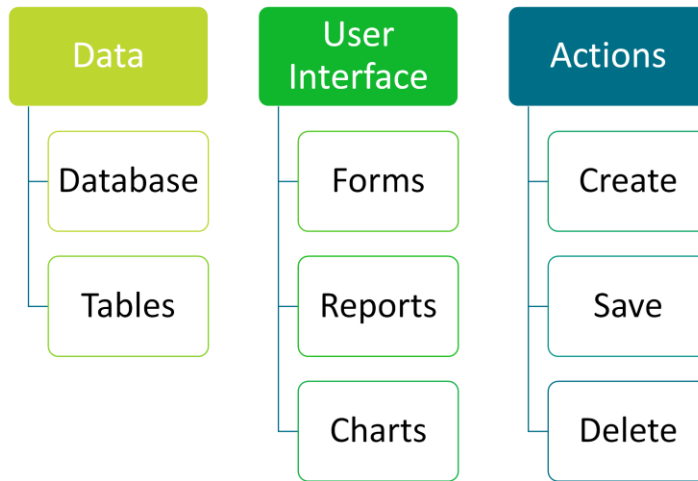 Data
Database
Tables
User
Interface
Forms
Reports
Charts
Actions
Create
Save
Delete